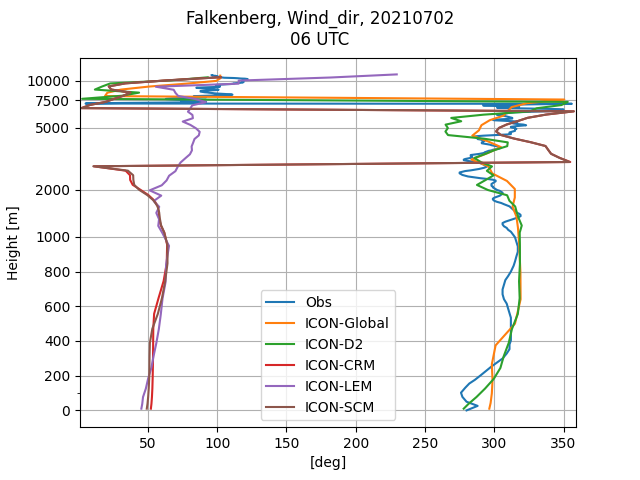 Falkenberg, Wind_dir, 20210702
06 UTC
Height [m]
10000
7500
5000
2000
1000
800
600
400
200
0
Obs
ICON-Global
ICON-D2
ICON-CRM
ICON-LEM
ICON-SCM
50 100 150 200 250 300 350
[deg]